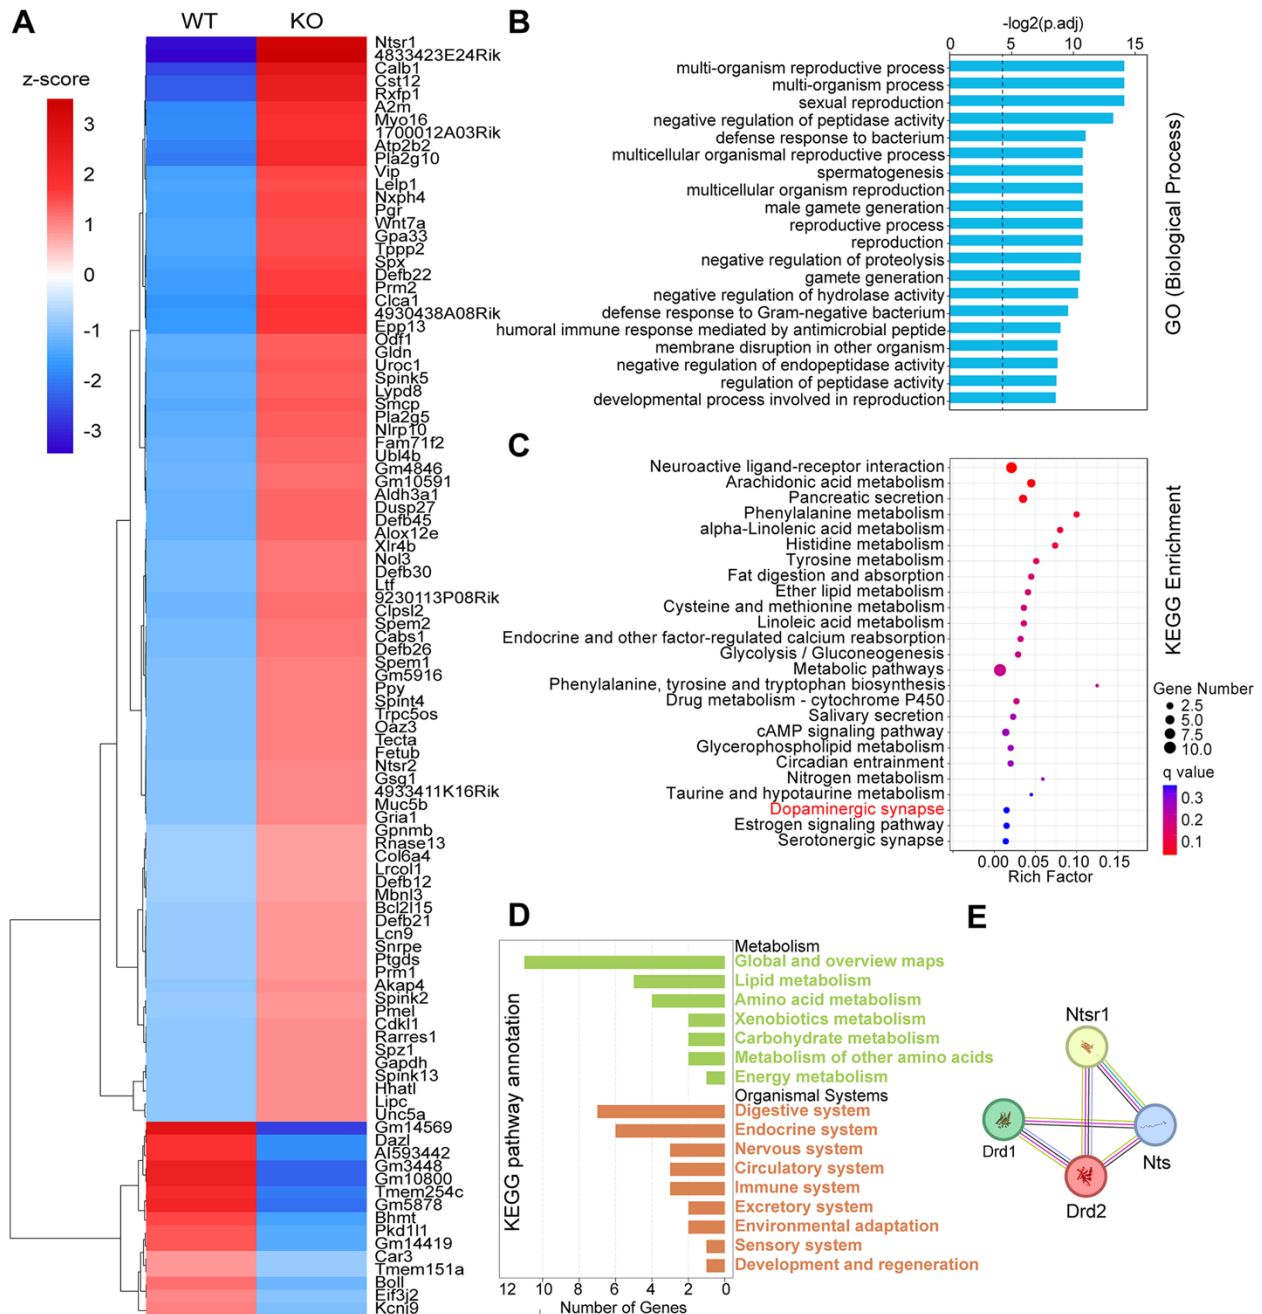 A
WT
KO
z-score
3
2
1
0
-1
-2
-3
Ntsr1
4833423E24Rik
Calb1
Cst12
Rxfp1
A2m
Myo16
1700012A03Rik
Atp2b2
Pla2g10
Vip
Lelp1
Nxph4
Pgr
Wnt7a
Gpa33
Tppp2
Spx
Defb22
Prm2
Clca1
4930438A08Rik
Epp13
Odf1
Gldn
Uroc1
Spink5
Lypd8
Smcp
Pla2g5
Nlrp10
Fam71f2
Ubl4b
Gm4846
Gm10591
Aldh3a1
Dusp27
Defb45
Alox12e
Xlr4b
Nol3
Defb30
Ltf
9230113P08Rik
Clpsl2
Spem2
Cabs1
Defb26
Spem1
Gm5916
Ppy
Spint4
Trpc5os
Oaz3
Tecta
Fetub
Ntsr2
Gsg1
4933411K16Rik
Muc5b
Gria1
Gpnmb
Rnase13
Col6a4
Lrcol1
Defb12
Mbnl3
Bcl2l15
Defb21
Lcn9
Snrpe
Ptgds
Prm1
Akap4
Spink2
Pmel
Cdkl1
Rarres1
Spz1
Gapdh
Spink13
Hhatl
Lipc
Unc5a
Gm14569
Dazl
AI593442
Gm3448
Gm10800
Tmem254c
Gm5878
Bhmt
Pkd1l1
Gm14419
Car3
Tmem151a
Boll
Eif3j2
Kcni9
B
-log2(p.adj)
0 5 10 15
multi-organism reproductive process
multi-organism process
sexual reproduction
negative regulation of peptidase activity
defense response to bacterium
multicellular organismal reproductive process
spermatogenesis
multicellular organism reproduction
male gamete generation
reproductive process
reproduction
negative regulation of proteolysis
gamete generation
negative regulation of hydrolase activity
defense response to Gram-negative bacterium
humoral immune response mediated by antimicrobial peptide
membrane disruption in other organism
negative regulation of endopeptidase activity
regulation of peptidase activity
developmental process involved in reproduction
GO (Biological Process)
C
Neuroactive ligand-receptor interaction
Arachidonic acid metabolism
Pancreatic secretion
Phenylalanine metabolism
alpha-Linolenic acid metabolism
Histidine metabolism
Tyrosine metabolism
Fat digestion and absorption
Ether lipid metabolism
Cysteine and methionine metabolism
Linoleic acid metabolism
Endocrine and other factor-regulated calcium reabsorption
Glycolysis / Gluconeogenesis
Metabolic pathways
Phenylalanine, tyrosine and tryptophan biosynthesis
Drug metabolism - cytochrome P450
Salivary secretion
cAMP signaling pathway
Glycerophospholipid metabolism
Circadian entrainment
Nitrogen metabolism
Taurine and hypotaurine metabolism
Dopaminergic synapse
Estrogen signaling pathway
Serotonergic synapse
0.00 0.05 0.10 0.15
Rich Factor
KEGG Enrichment
Gene Number
2.5
5.0
7.5
10.0
q value
0.3
0.2
0.1
D
KEGG pathway annotation
Metabolism
Global and overview maps
Lipid metabolism
Amino acid metabolism
Xenobiotics metabolism
Carbohydrate metabolism
Metabolism of other amino acids
Energy metabolism
Organismal Systems
Digestive system
Endocrine system
Nervous system
Circulatory system
Immune system
Excretory system
Environmental adaptation
Sensory system
Development and regeneration
12 10 8 6 4 2 0
Number of Genes
E
Ntsr1
Drd1
Nts
Drd2